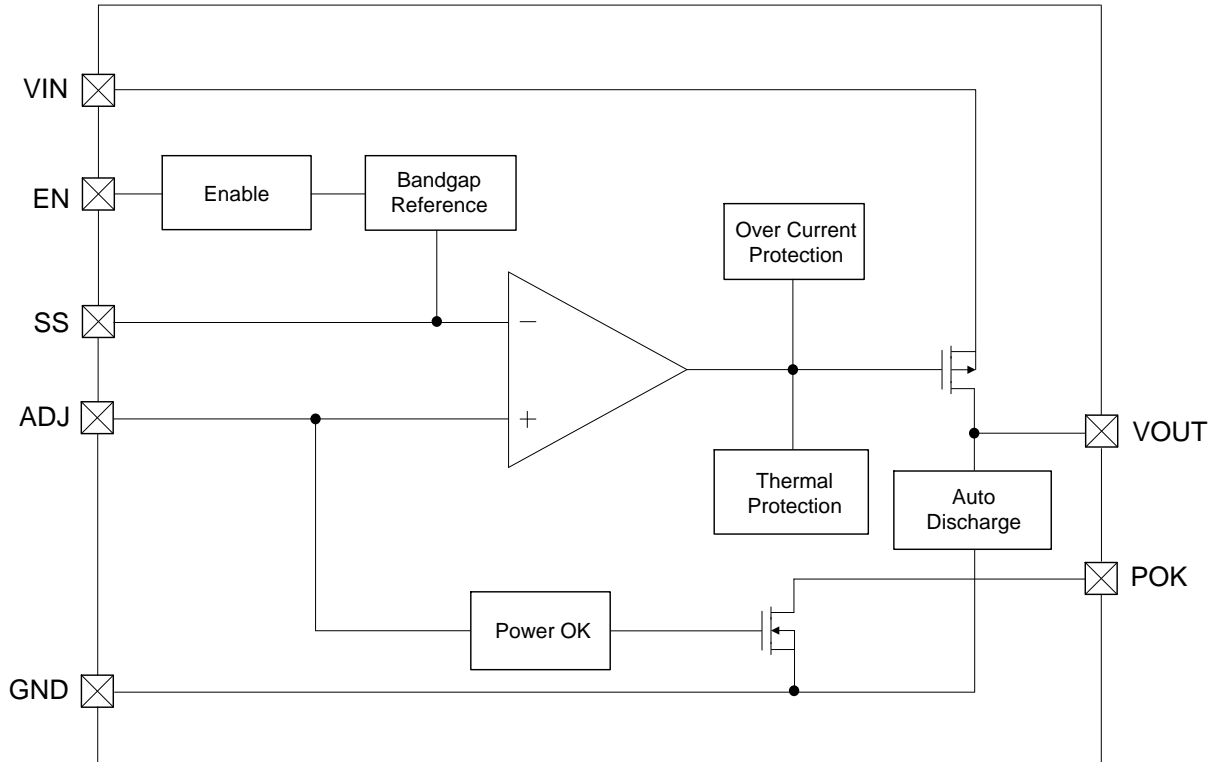 VIN
EN
Enable
Bandgap
Reference
Over Current
Protection
SS
−
ADJ
+
VOUT
Thermal
Protection
Auto
Discharge
POK
Power OK
GND